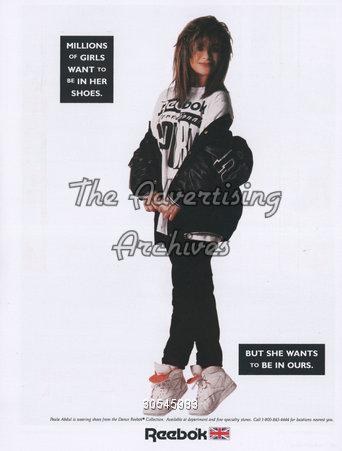 MILLIONS
OF GIRLS
WANT TO
BE IN HER
SHOES.
Reebok
The Advertising
Archives
BUT SHE WANTS
TO BE IN OURS.
30545983
Paula Abdul is wearing shoes from the Dance Reebok® Collection. Available at department and fine specialty stores. Call 1-800-843-4444 for locations nearest you.
Reebok